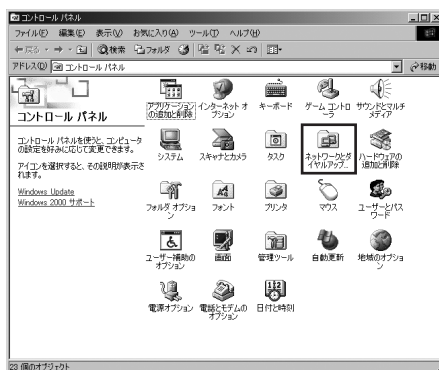 コントロール パネル
ファイル(F) 編集(E) 表示(V) お気に入り(A) ツール(T) ヘルプ(H)
戻る 検索 フォルダ
アドレス(D) コントロール パネル 移動
コントロール パネル
コントロール パネルを使うと、コンピュータ
の設定を好みに応じて変更できます。
アイコンを選択すると、その説明が表示さ
れます。
Windows Update
Windows 2000 サポート
アプリケーション
の追加と削除
インターネット オ
プション
キーボード
ゲーム コントロ
ーラ
サウンドとマルチ
メディア
システム
スキャナとカメラ
タスク
ネットワークとダ
イヤルアップ...
ハードウェアの
追加と削除
フォルダ オプショ
ン
フォント
プリンタ
マウス
ユーザーとパス
ワード
ユーザー補助の
オプション
画面
管理ツール
自動更新
地域のオプショ
ン
電源オプション
電話とモデムの
オプション
日付と時刻
23 個のオブジェクト